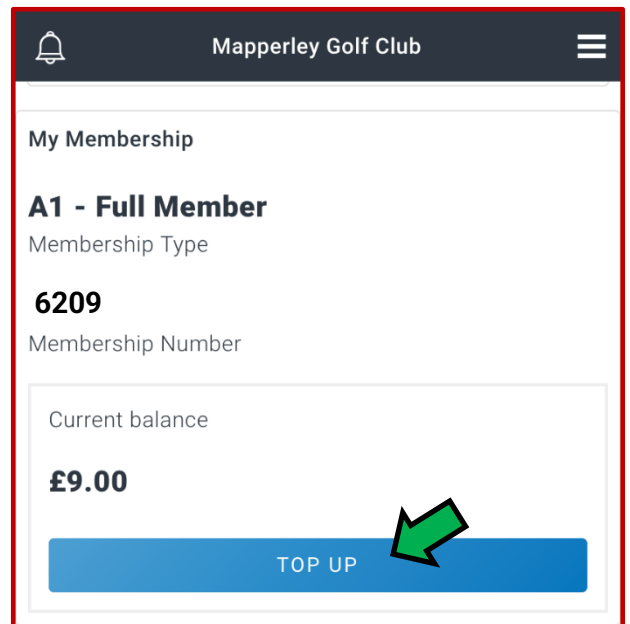 Mapperley Golf Club
My Membership
A1 - Full Member
Membership Type
6209
Membership Number
Current balance
£9.00
TOP UP